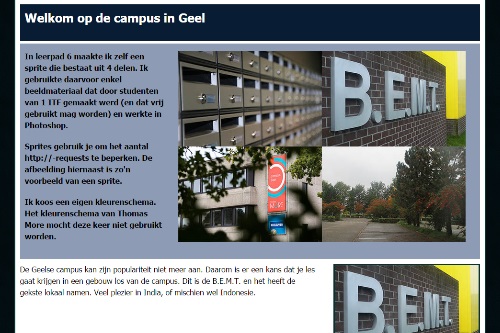 Welkom op de campus in Geel
In leerpad 6 maakte ik zelf een
sprite die bestaat uit 4 delen. Ik
gebruikte daarvoor enkel
beeldmateriaal dat door studenten
van 1 TTF gemaakt werd (en dat vrij
gebruikt mag worden) en werkte in
Photoshop.
Sprites gebruik je om het aantal
http://-requests te beperken. De
afbeelding hiernaast is zo'n
voorbeeld van een sprite.
Ik koos een eigen kleurenschema.
Het kleurenschema van Thomas
More mocht deze keer niet gebruikt
worden.
B.E.M.T.
De Geelse campus kan zijn populariteit niet meer aan. Daarom is er een kans dat je les
gaat krijgen in een gebouw los van de campus. Dit is de B.E.M.T. en het heeft de
gekste lokaal namen. Veel plezier in India, of mischien wel Indonesie.
B.E.M.T.